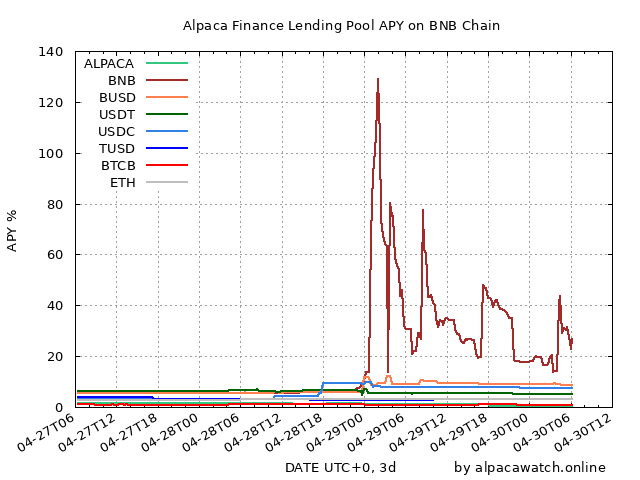 Alpaca Finance Lending Pool APY on BNB Chain
140
120
100
80
60
40
20
0
APY %
ALPACA
BNB
BUSD
USDT
USDC
TUSD
BTCB
ETH
04-27T06
04-27T12
04-27T18
04-28T00
04-28T06
04-28T12
04-28T18
04-29T00
04-29T06
04-29T12
04-29T18
04-30T00
04-30T06
04-30T12
DATE UTC+0, 3d
by alpacawatch.online